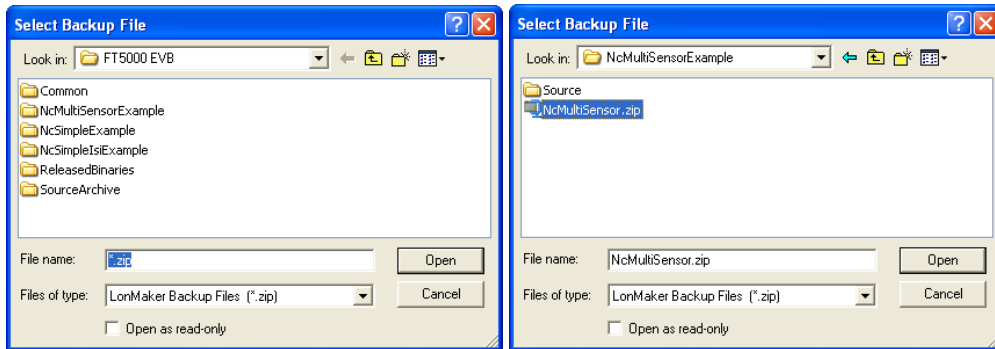 Select Backup File
Look in: FT5000 EVB
Common
NcMultiSensorExample
NcSimpleExample
NcSimpleIsiExample
ReleasedBinaries
SourceArchive
File name: *.zip Open
Files of type: LonMaker Backup Files (*.zip) Cancel
Open as read-only
Select Backup File
Look in: NcMultiSensorExample
Source
NcMultiSensor.zip
File name: NcMultiSensor.zip Open
Files of type: LonMaker Backup Files (*.zip) Cancel
Open as read-only